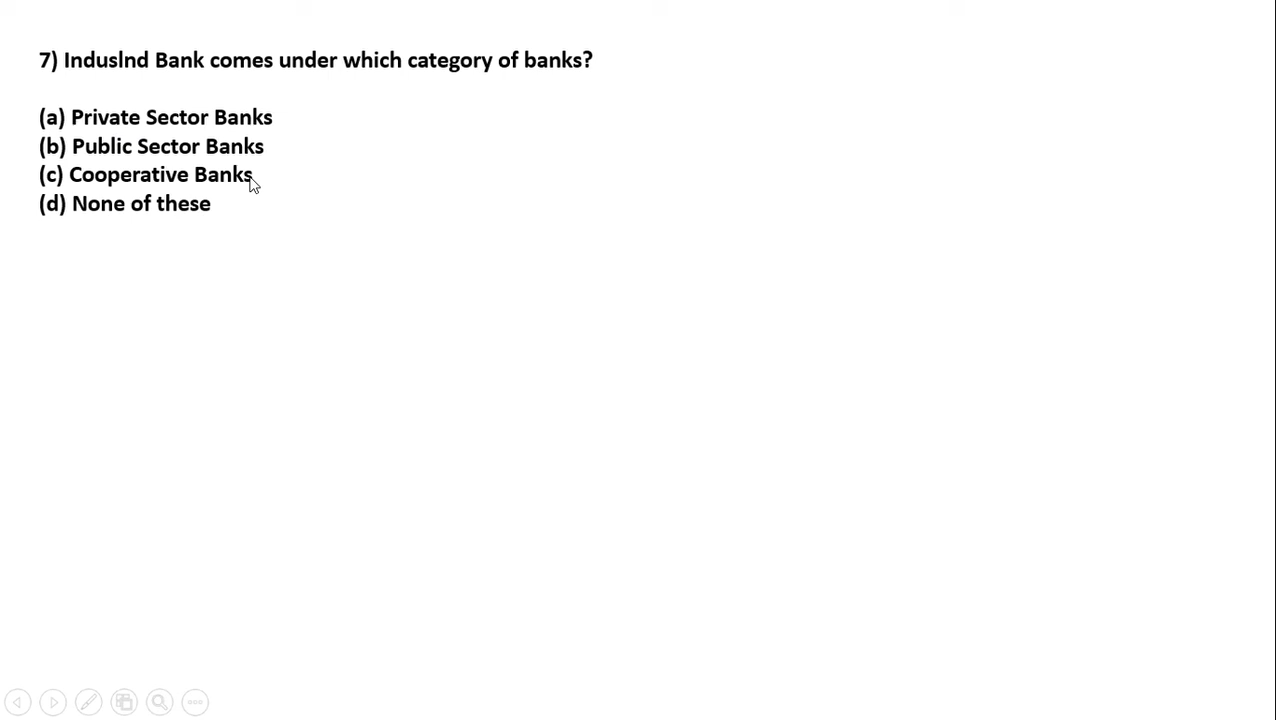 7) IndusInd Bank comes under which category of banks?
(a) Private Sector Banks
(b) Public Sector Banks
(c) Cooperative Banks
(d) None of these